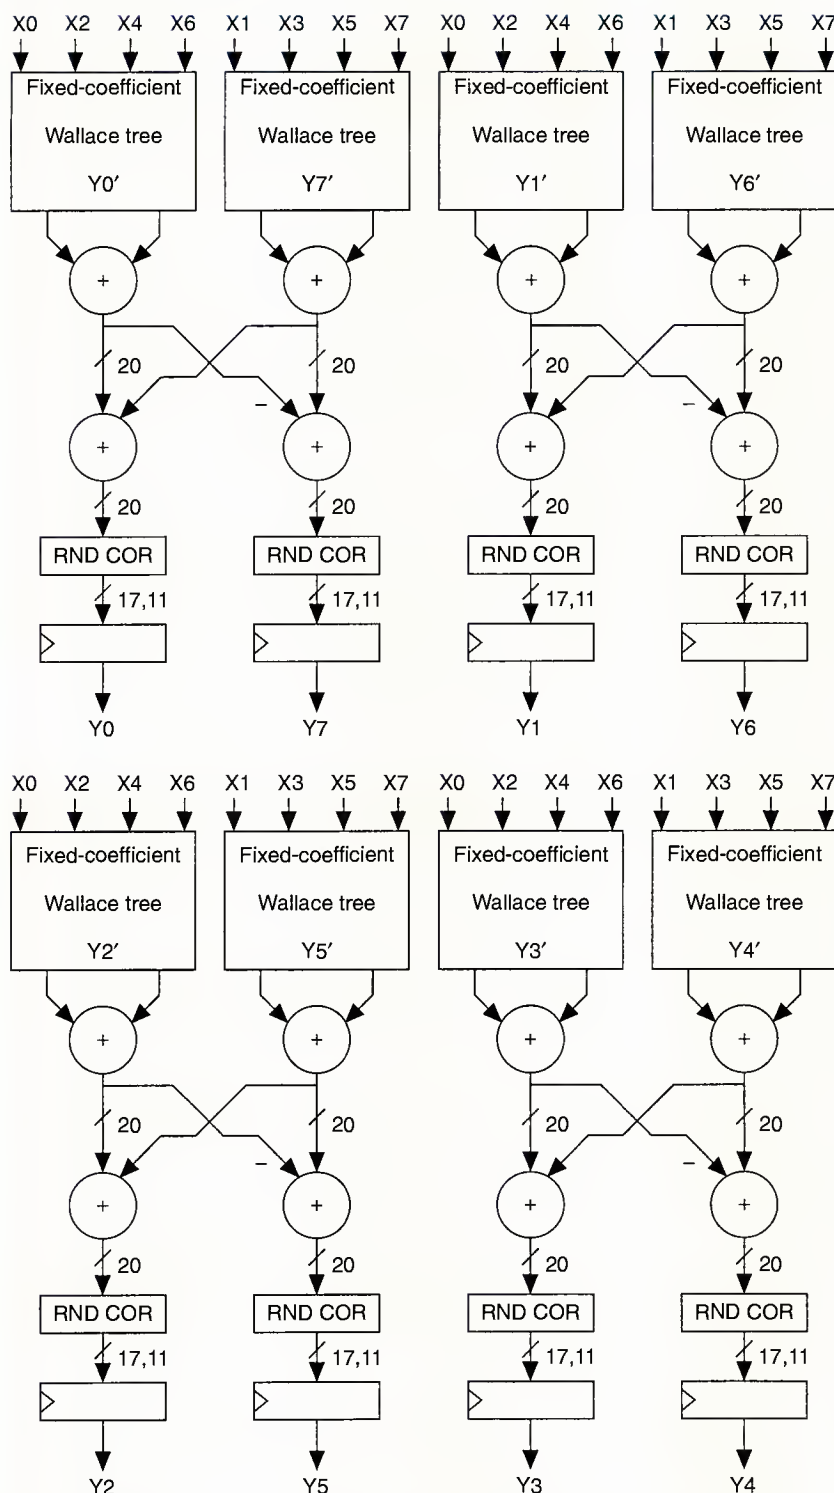 X0 X2 X4 X6 X1 X3 X5 X7 X0 X2 X4 X6 X1 X3 X5 X7
Fixed-coefficient Fixed-coefficient Fixed-coefficient Fixed-coefficient
Wallace tree Wallace tree Wallace tree Wallace tree
Y0′ Y7′ Y1′ Y6′
+ + + +
20 20 20 20
− −
+ + + +
20 20 20 20
RND COR RND COR RND COR RND COR
17,11 17,11 17,11 17,11
Y0 Y7 Y1 Y6
X0 X2 X4 X6 X1 X3 X5 X7 X0 X2 X4 X6 X1 X3 X5 X7
Fixed-coefficient Fixed-coefficient Fixed-coefficient Fixed-coefficient
Wallace tree Wallace tree Wallace tree Wallace tree
Y2′ Y5′ Y3′ Y4′
+ + + +
20 20 20 20
− −
+ + + +
20 20 20 20
RND COR RND COR RND COR RND COR
17,11 17,11 17,11 17,11
Y2 Y5 Y3 Y4